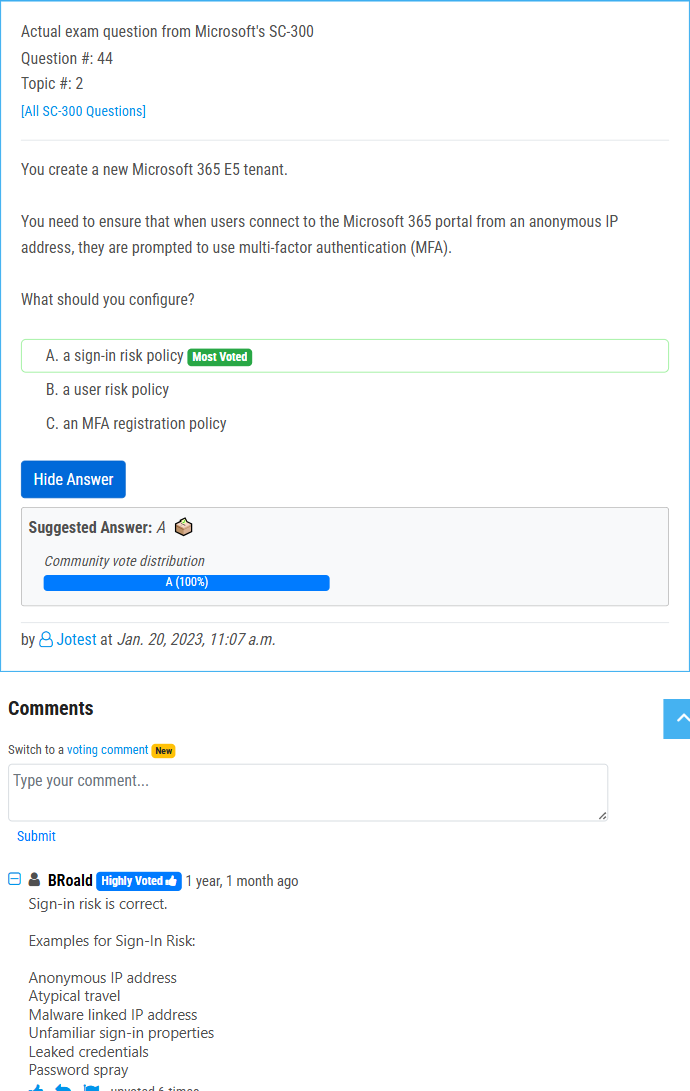 Actual exam question from Microsoft's SC-300
Question #: 44
Topic #: 2
[All SC-300 Questions]
You create a new Microsoft 365 E5 tenant.
You need to ensure that when users connect to the Microsoft 365 portal from an anonymous IP
address, they are prompted to use multi-factor authentication (MFA).
What should you configure?
A. a sign-in risk policy Most Voted
B. a user risk policy
C. an MFA registration policy
Hide Answer
Suggested Answer: A
Community vote distribution
A (100%)
by Jotest at Jan. 20, 2023, 11:07 a.m.
Comments
Switch to a voting comment New
Type your comment...
Submit
BRoald Highly Voted 1 year, 1 month ago
Sign-in risk is correct.
Examples for Sign-In Risk:
Anonymous IP address
Atypical travel
Malware linked IP address
Unfamiliar sign-in properties
Leaked credentials
Password spray
upvoted 6 times